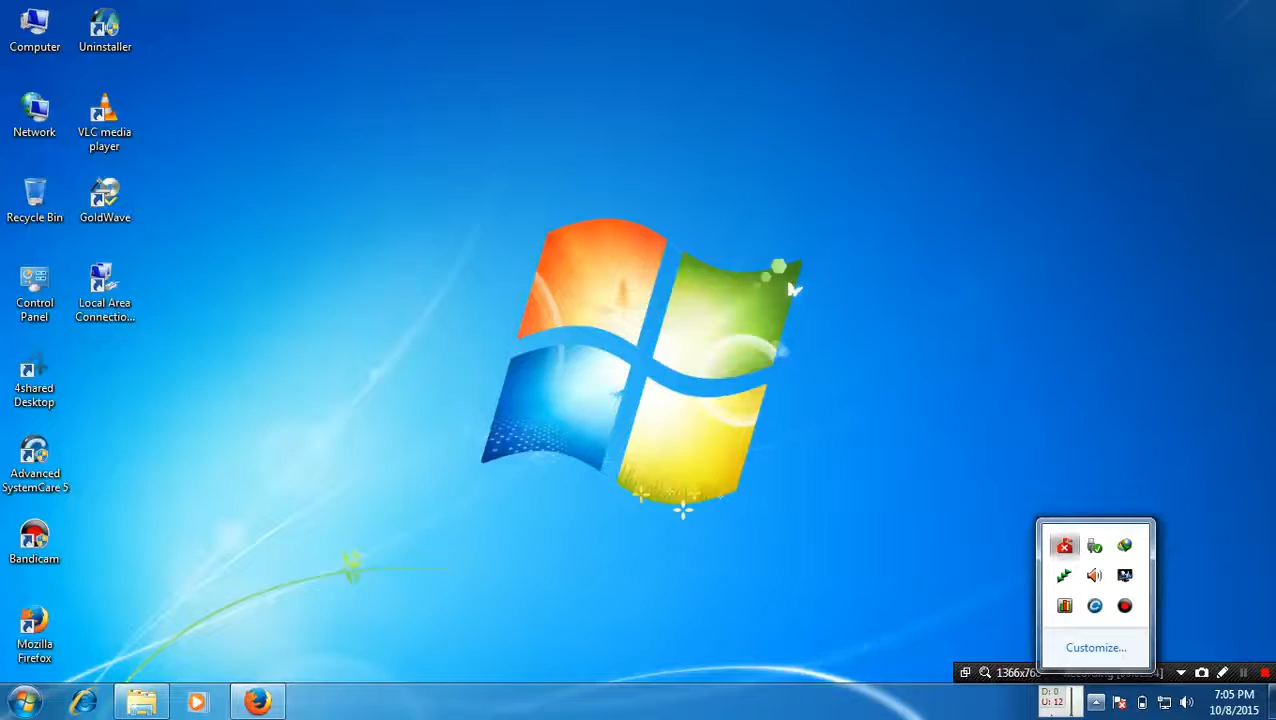 Computer
Uninstaller
Network
VLC media
player
Recycle Bin
GoldWave
Control
Panel
Local Area
Connectio...
4shared
Desktop
Advanced
SystemCare 5
Bandicam
Mozilla
Firefox
Customize...
1366x76
D: 0
U: 12
7:05 PM
10/8/2015